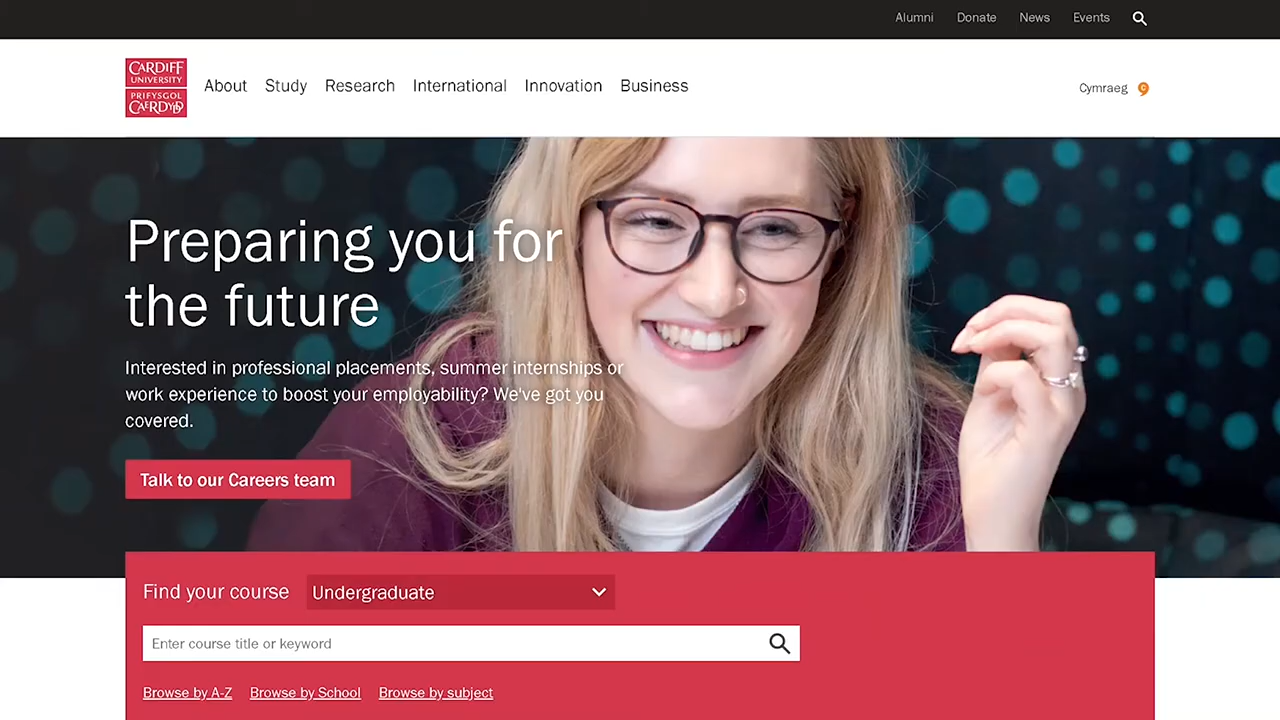 Alumni Donate News Events
CARDIFF
UNIVERSITY
PRIFYSGOL
CAERDYDD
About Study Research International Innovation Business
Cymraeg
Preparing you for
the future
Interested in professional placements, summer internships or
work experience to boost your employability? We've got you
covered.
Talk to our Careers team
Find your course Undergraduate
Enter course title or keyword
Browse by A-Z Browse by School Browse by subject